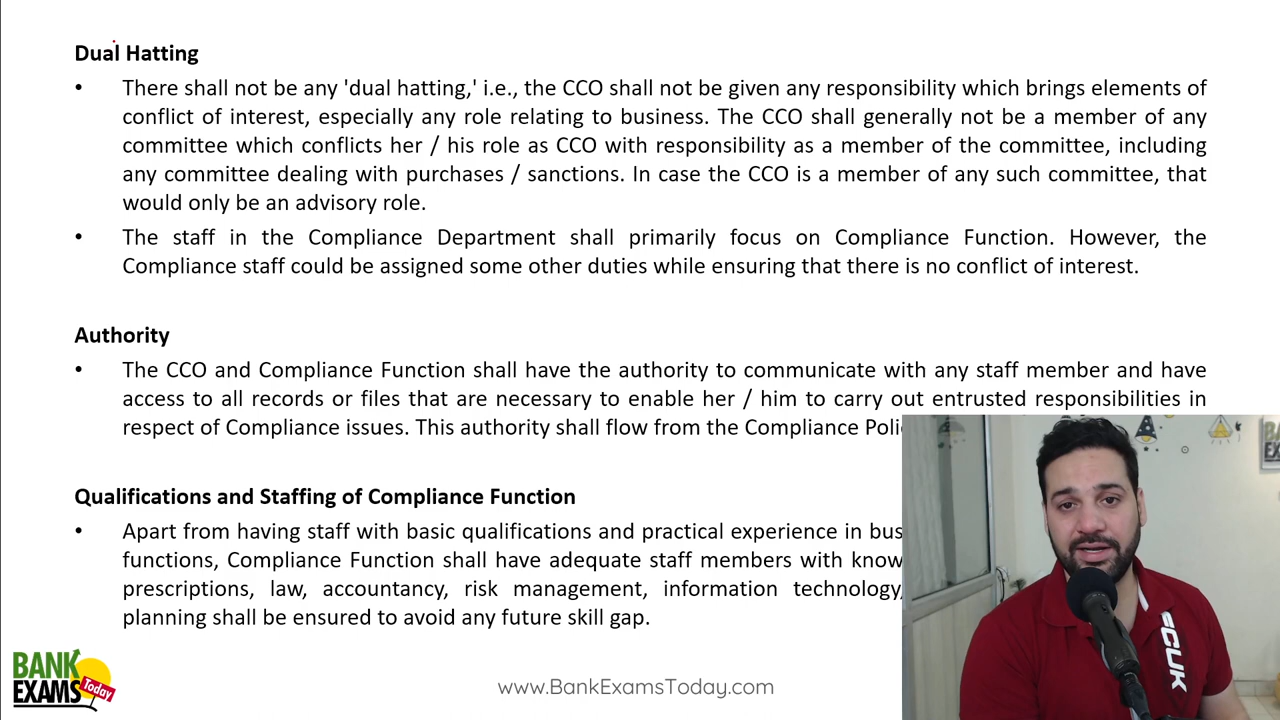 Dual Hatting
• There shall not be any 'dual hatting,' i.e., the CCO shall not be given any responsibility which brings elements of
conflict of interest, especially any role relating to business. The CCO shall generally not be a member of any
committee which conflicts her / his role as CCO with responsibility as a member of the committee, including
any committee dealing with purchases / sanctions. In case the CCO is a member of any such committee, that
would only be an advisory role.
• The staff in the Compliance Department shall primarily focus on Compliance Function. However, the
Compliance staff could be assigned some other duties while ensuring that there is no conflict of interest.
Authority
• The CCO and Compliance Function shall have the authority to communicate with any staff member and have
access to all records or files that are necessary to enable her / him to carry out entrusted responsibilities in
respect of Compliance issues. This authority shall flow from the Compliance
Qualifications and Staffing of Compliance Function
• Apart from having staff with basic qualifications and practical experience in
functions, Compliance Function shall have adequate staff members with
prescriptions, law, accountancy, risk management, information technology,
planning shall be ensured to avoid any future skill gap.
BANK
EXAMS
Today
www.BankExamsToday.com
FCUK